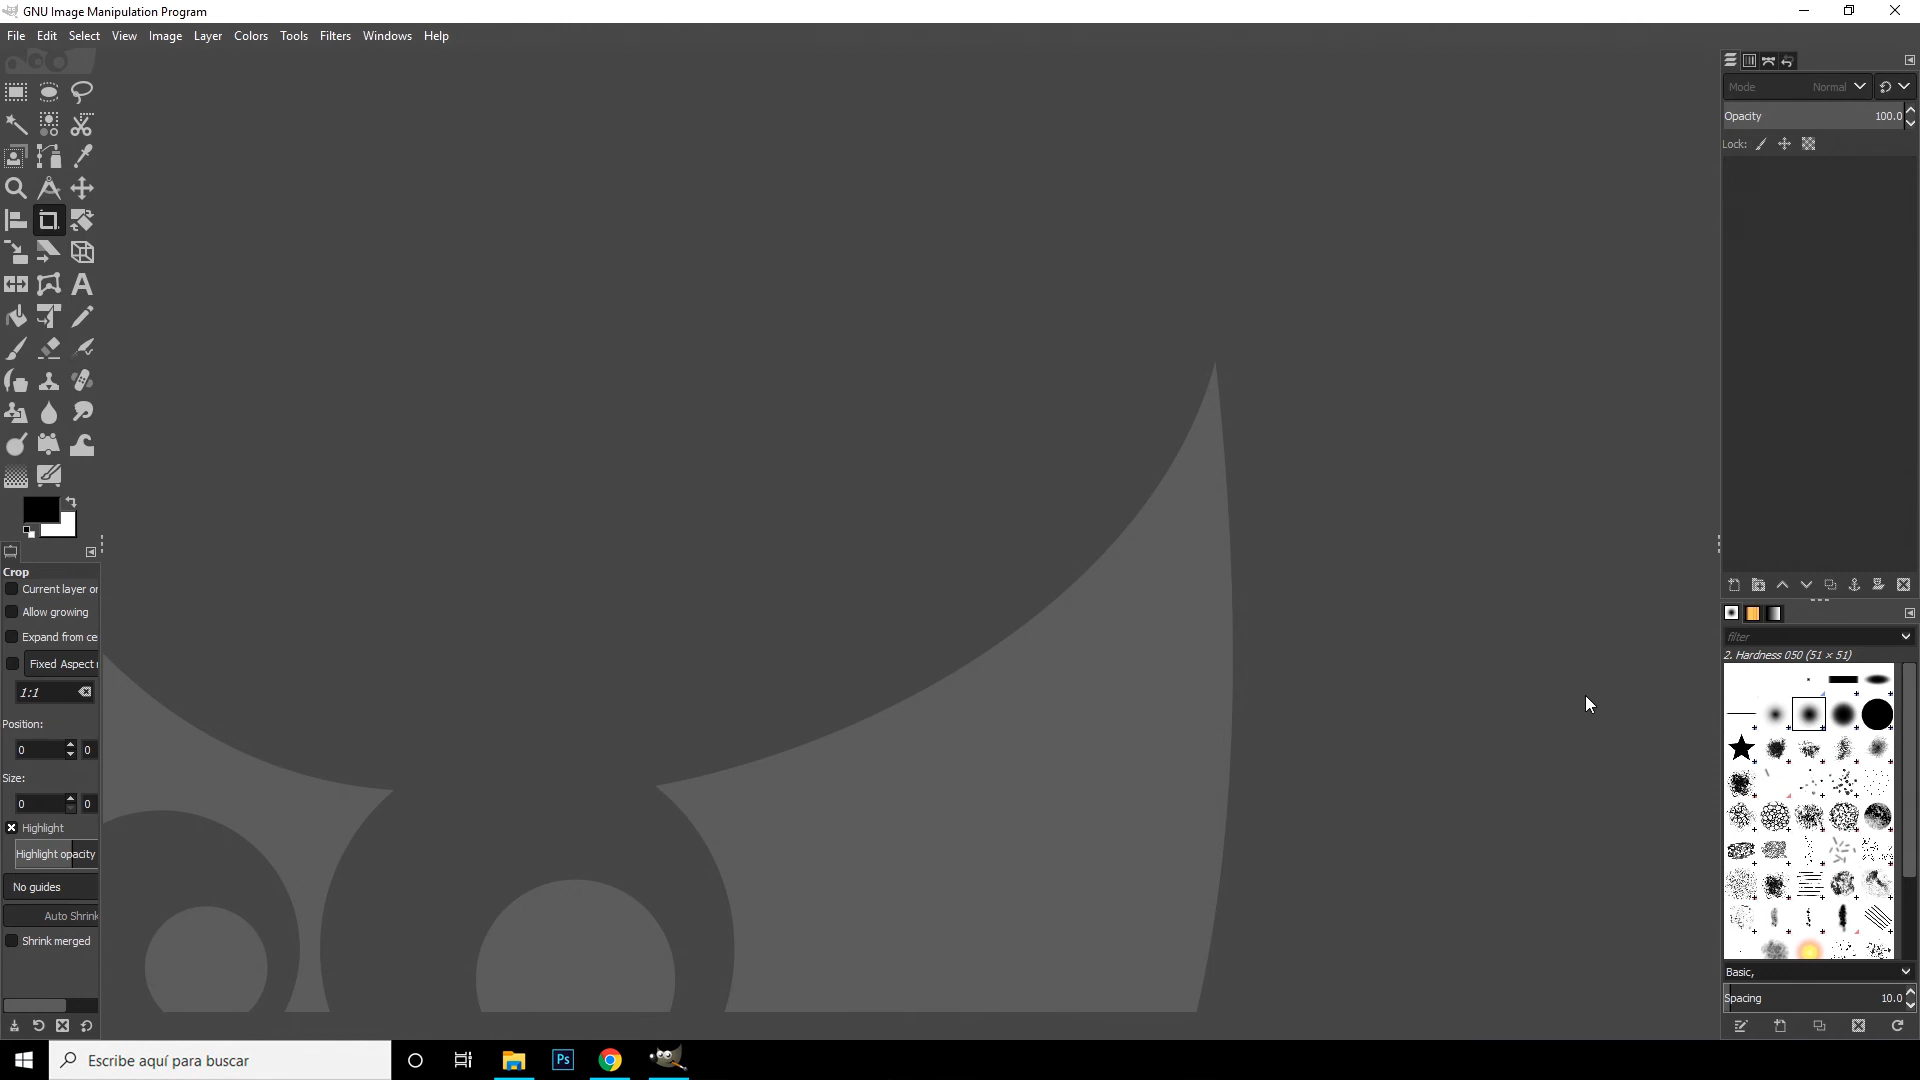 GNU Image Manipulation Program
File Edit Select View Image Layer Colors Tools Filters Windows Help
Mode Normal
Opacity 100.0
Lock:
Crop
Current layer or
Allow growing
Expand from ce
Fixed Aspect r
1:1
Position:
0 0
Size:
0 0
Highlight
Highlight opacity
No guides
Auto Shrink
Shrink merged
filter
2. Hardness 050 (51 × 51)
Basic,
Spacing 10.0
Escribe aquí para buscar
Ps